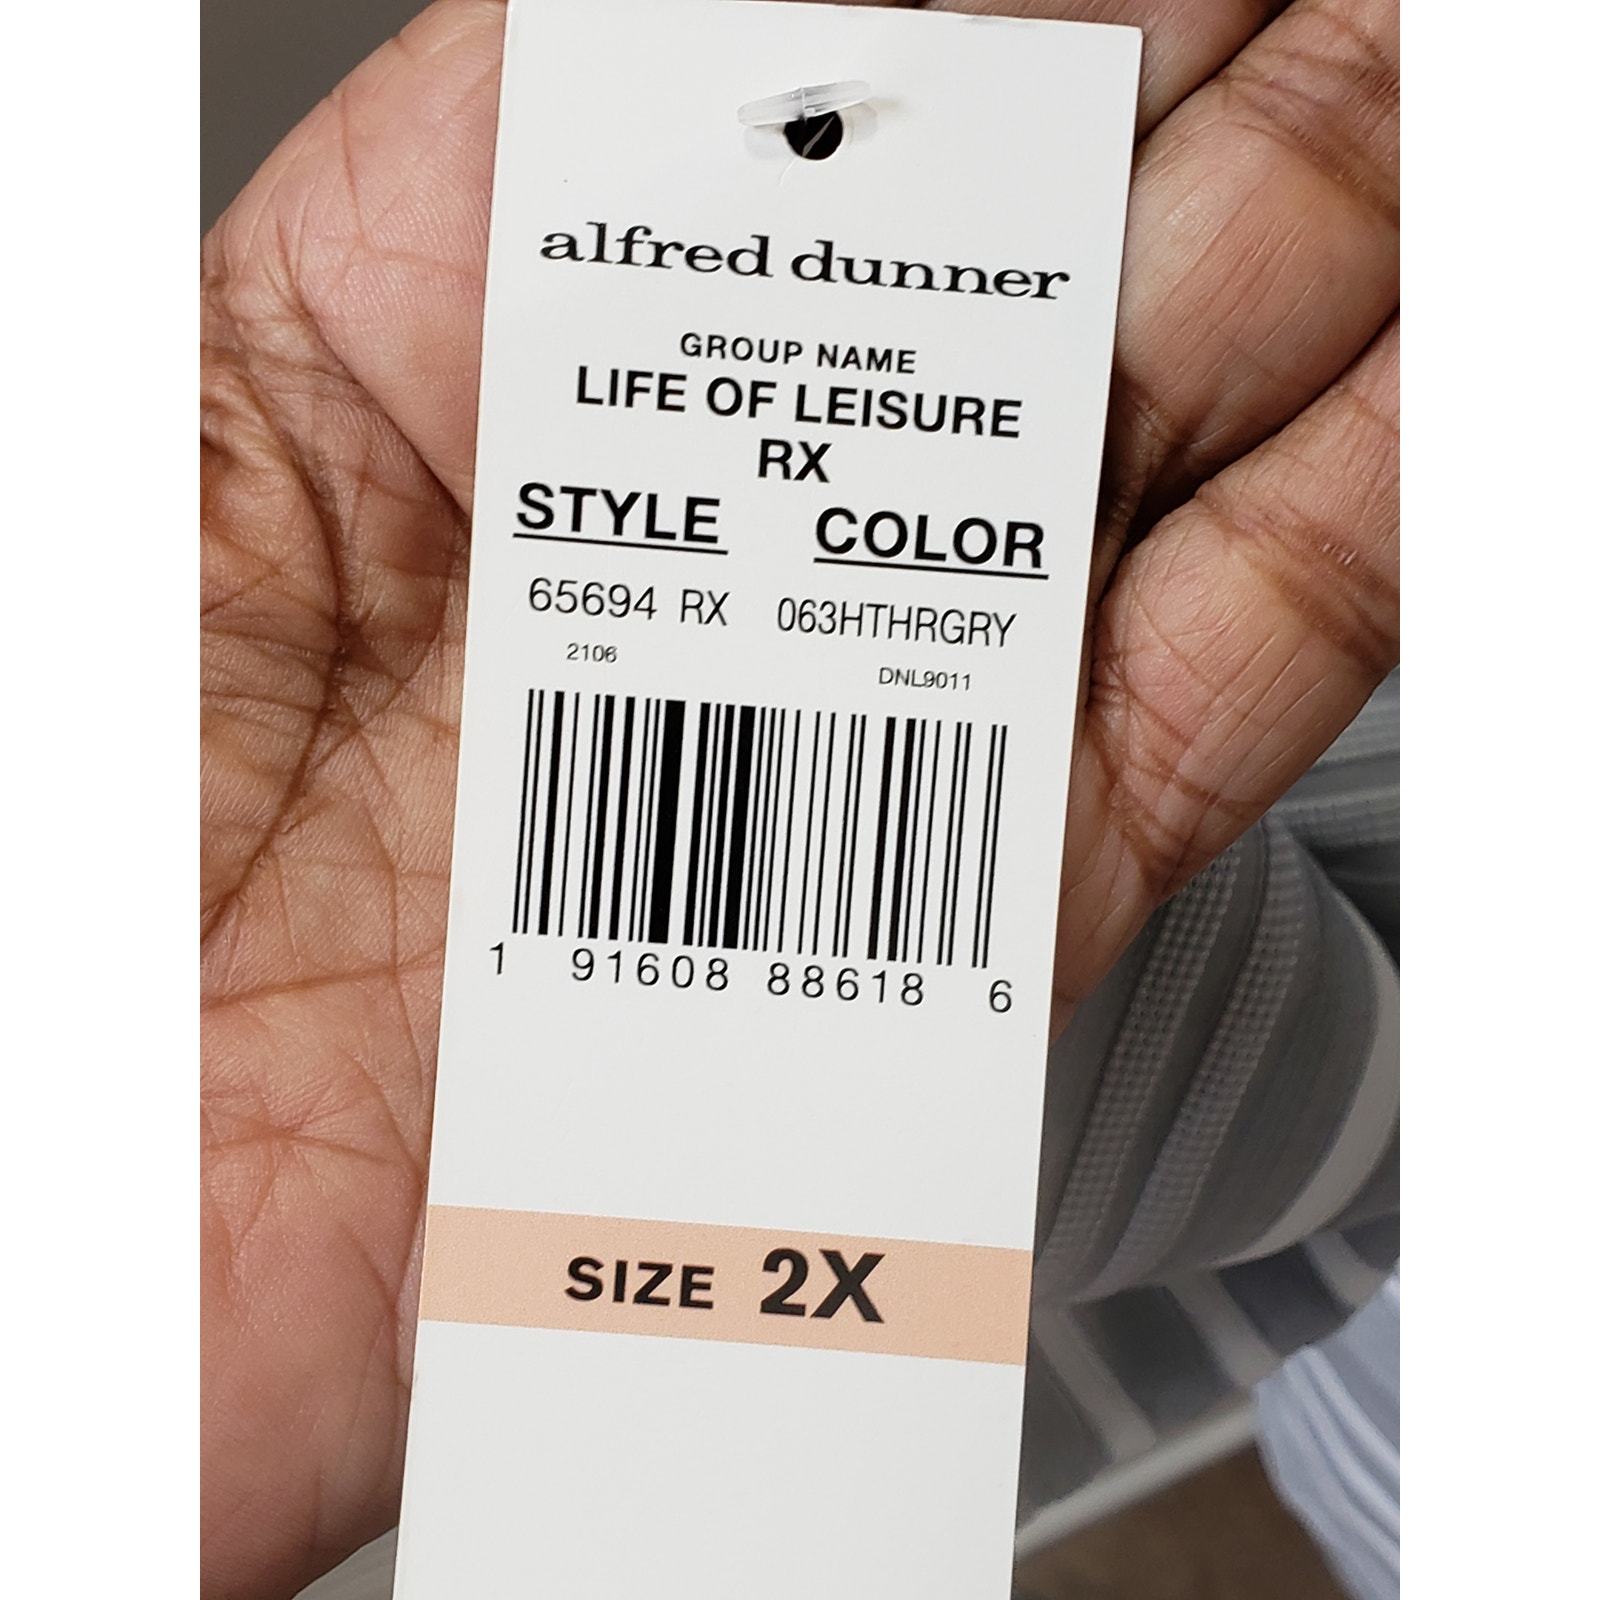 alfred dunner
GROUP NAME
LIFE OF LEISURE
RX
STYLE COLOR
65694 RX 063HTHRGRY
2106 DNL9011
1 91608 88618 6
SIZE 2X